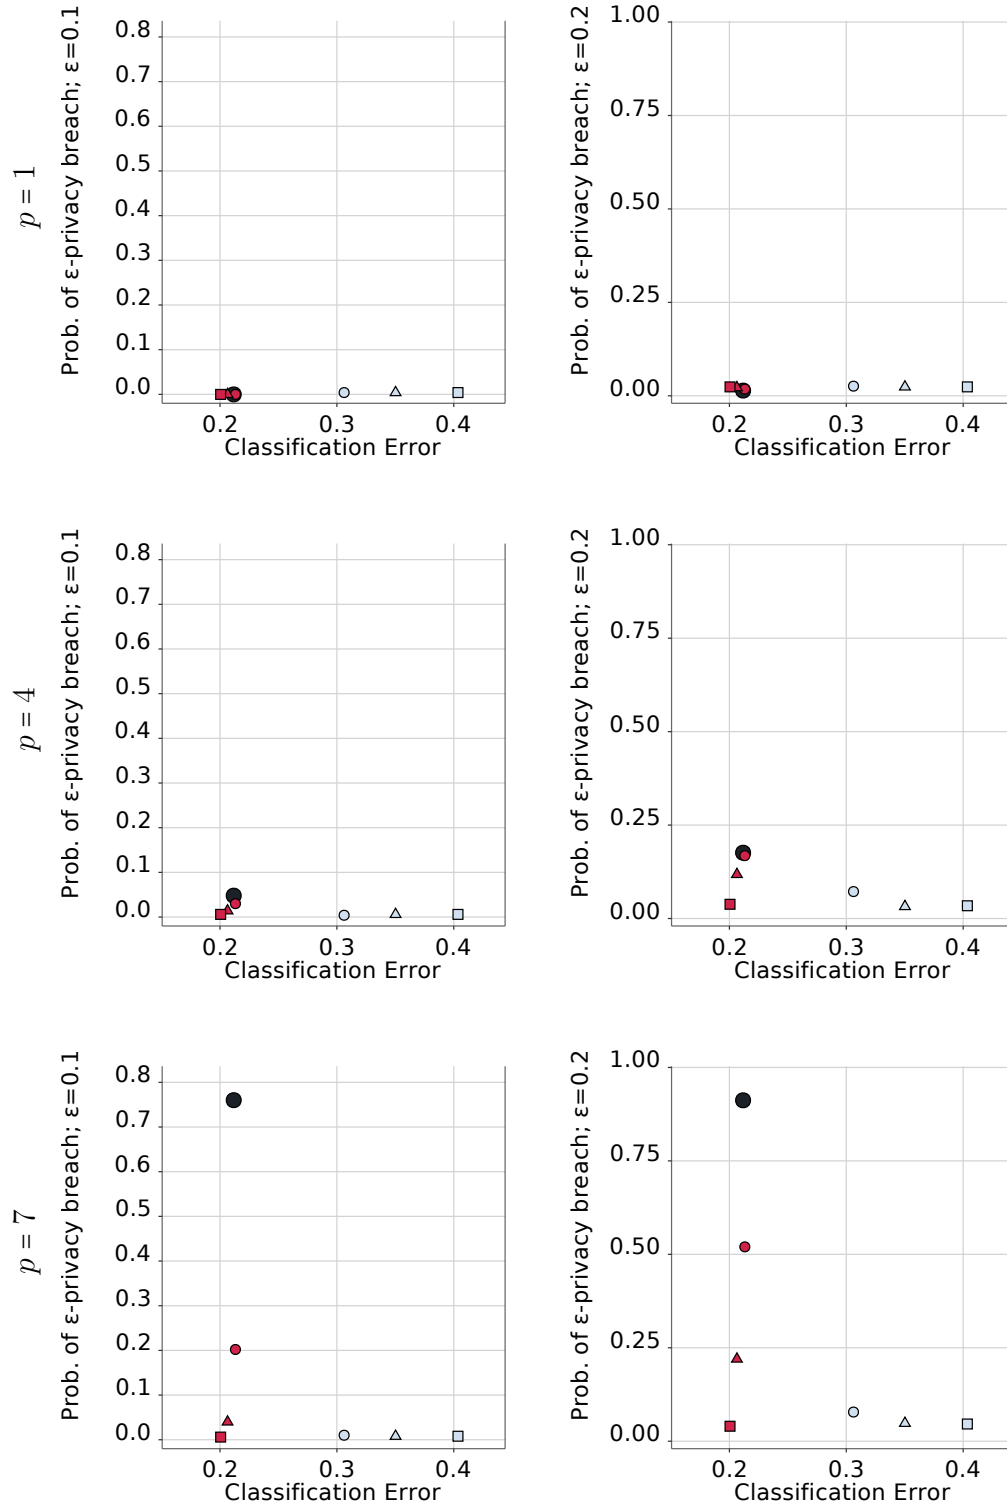 p = 1
Prob. of ε-privacy breach; ε=0.1
0.8
0.7
0.6
0.5
0.4
0.3
0.2
0.1
0.0
0.2 0.3 0.4
Classification Error
Prob. of ε-privacy breach; ε=0.2
1.00
0.75
0.50
0.25
0.00
0.2 0.3 0.4
Classification Error
p = 4
Prob. of ε-privacy breach; ε=0.1
0.8
0.7
0.6
0.5
0.4
0.3
0.2
0.1
0.0
0.2 0.3 0.4
Classification Error
Prob. of ε-privacy breach; ε=0.2
1.00
0.75
0.50
0.25
0.00
0.2 0.3 0.4
Classification Error
p = 7
Prob. of ε-privacy breach; ε=0.1
0.8
0.7
0.6
0.5
0.4
0.3
0.2
0.1
0.0
0.2 0.3 0.4
Classification Error
Prob. of ε-privacy breach; ε=0.2
1.00
0.75
0.50
0.25
0.00
0.2 0.3 0.4
Classification Error